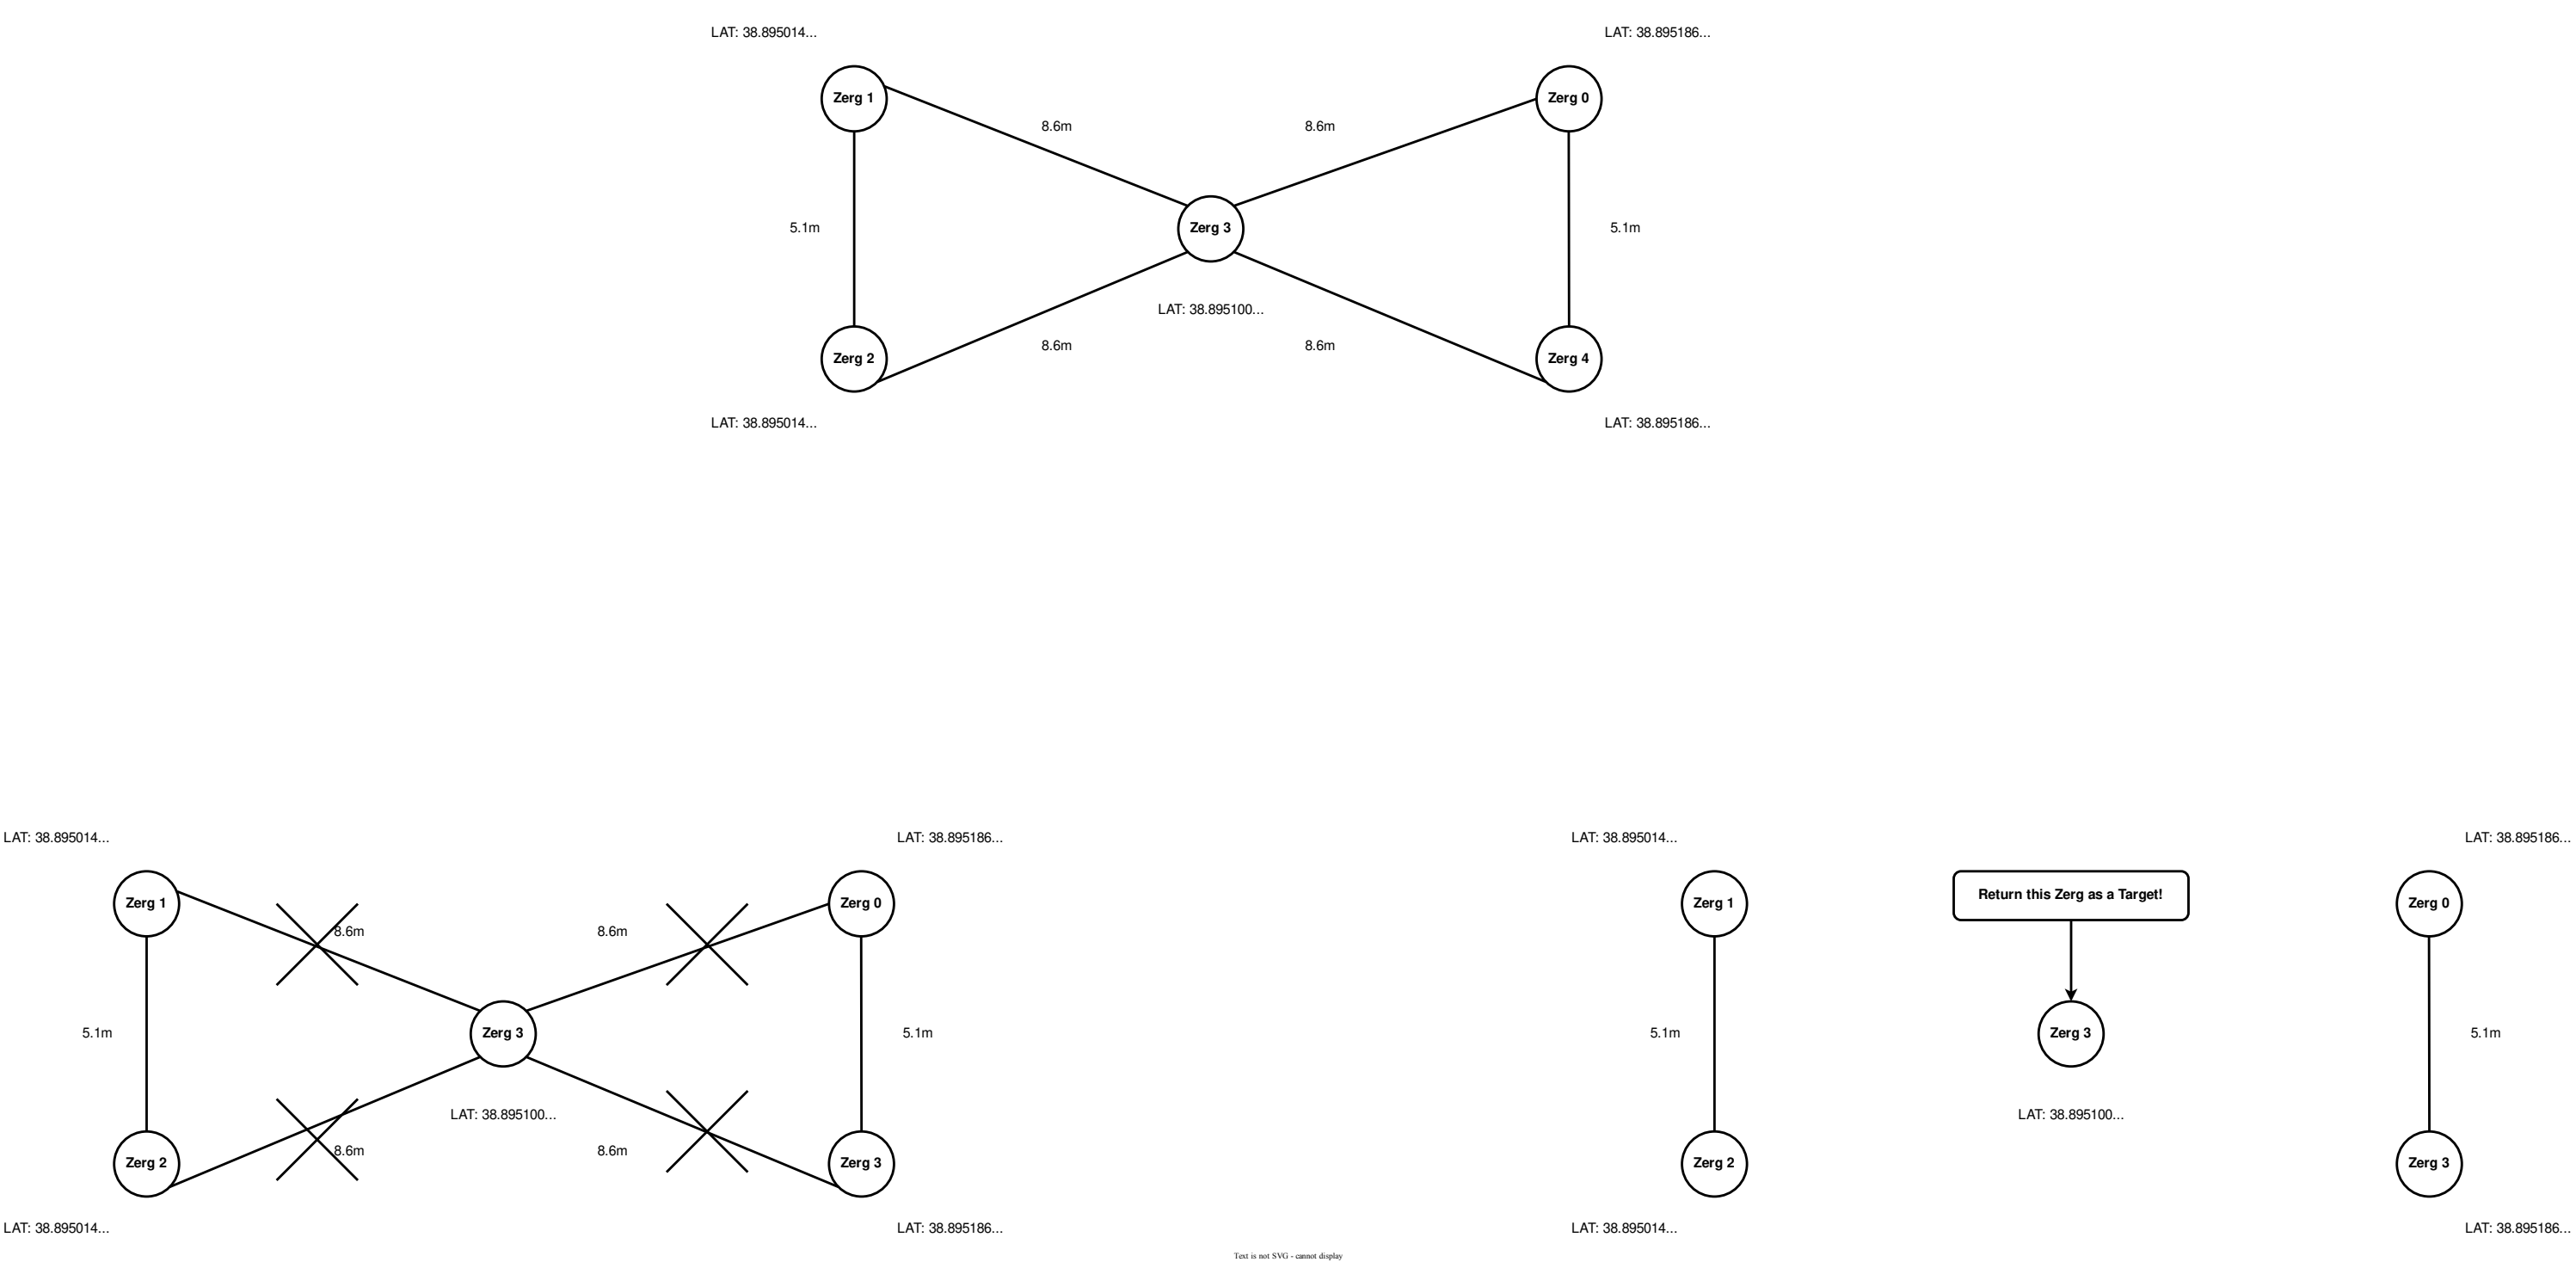 LAT: 38.895014...
LAT: 38.895186...
Zerg 1
Zerg 0
8.6m
8.6m
5.1m
Zerg 3
5.1m
LAT: 38.895100...
8.6m
8.6m
Zerg 2
Zerg 4
LAT: 38.895014...
LAT: 38.895186...
LAT: 38.895014...
LAT: 38.895186...
Zerg 1
Zerg 0
8.6m
8.6m
5.1m
Zerg 3
5.1m
LAT: 38.895100...
8.6m
8.6m
Zerg 2
Zerg 3
LAT: 38.895014...
LAT: 38.895186...
LAT: 38.895014...
LAT: 38.895186...
Return this Zerg as a Target!
Zerg 1
Zerg 0
5.1m
Zerg 3
5.1m
LAT: 38.895100...
Zerg 2
Zerg 3
LAT: 38.895014...
LAT: 38.895186...
Text is not SVG - cannot display